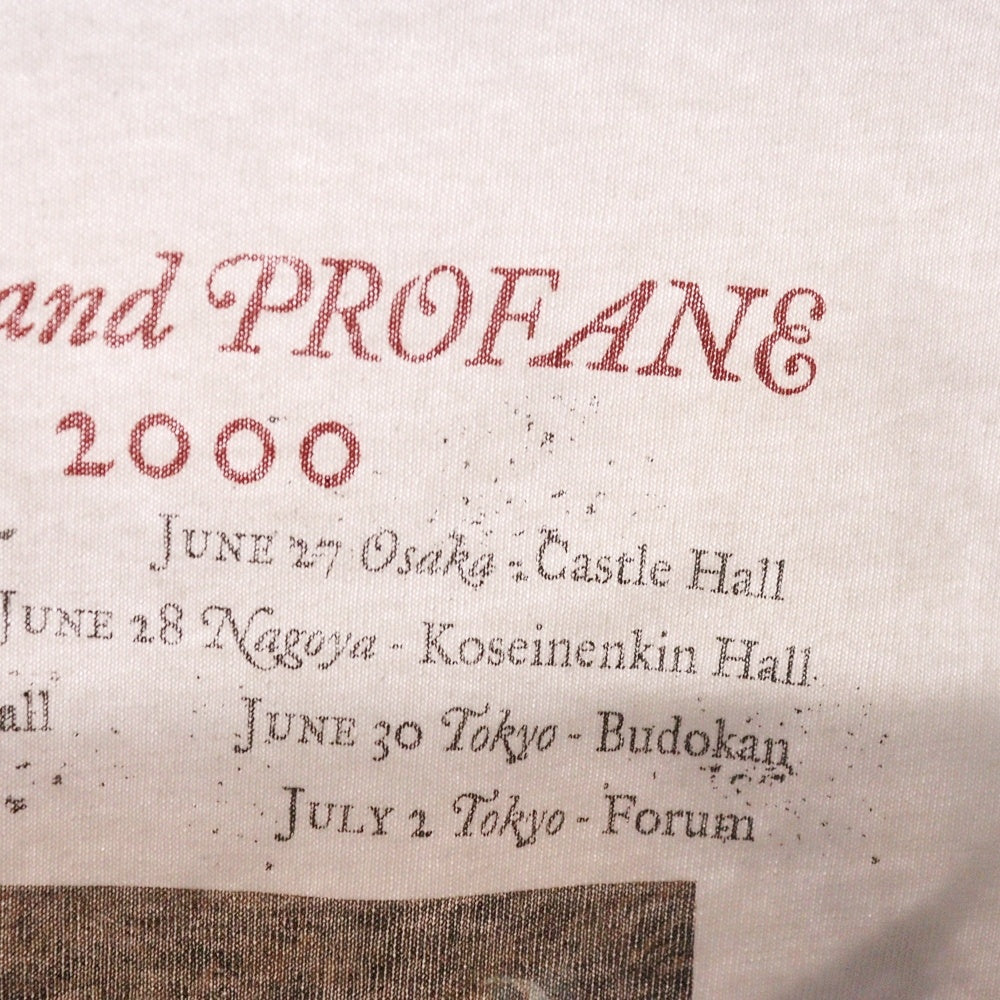 and PROFANE
2000
JUNE 27 Osaka - Castle Hall
JUNE 28 Nagoya - Koseinenkin Hall
all JUNE 30 Tokyo - Budokan
JULY 2 Tokyo - Forum